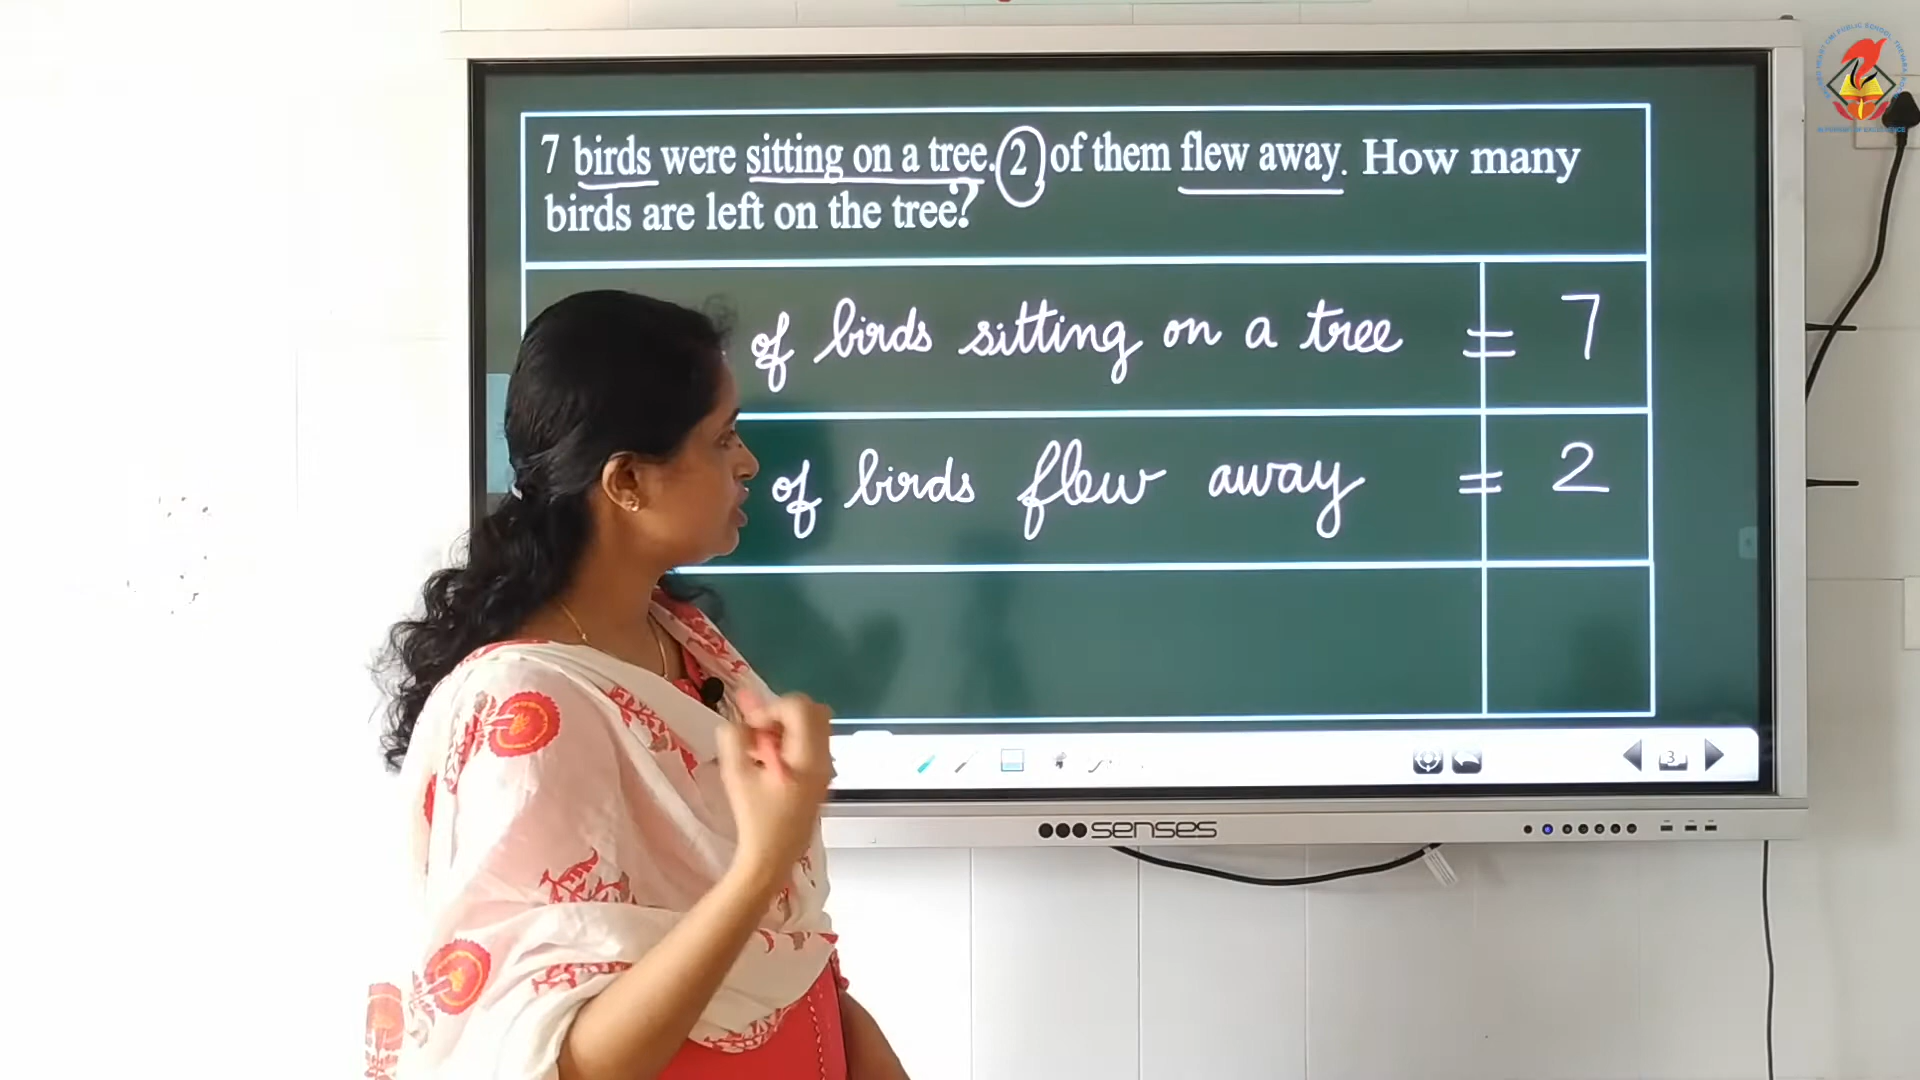 7 birds were sitting on a tree. 2 of them flew away. How many
birds are left on the tree?
of birds sitting on a tree = 7
of birds flew away = 2
3
senses